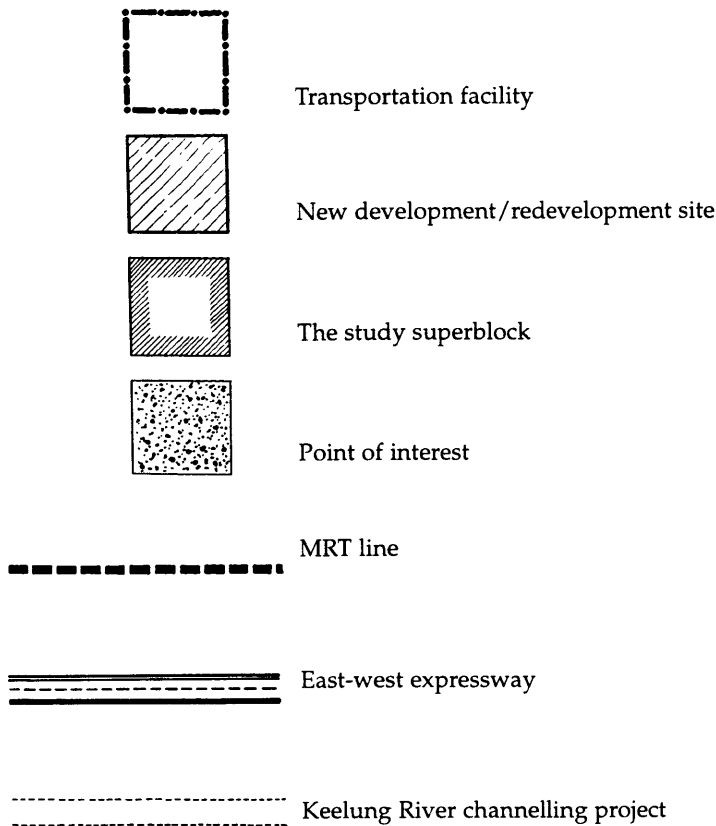 Transportation facility
New development/redevelopment site
The study superblock
Point of interest
MRT line
East-west expressway
Keelung River channelling project